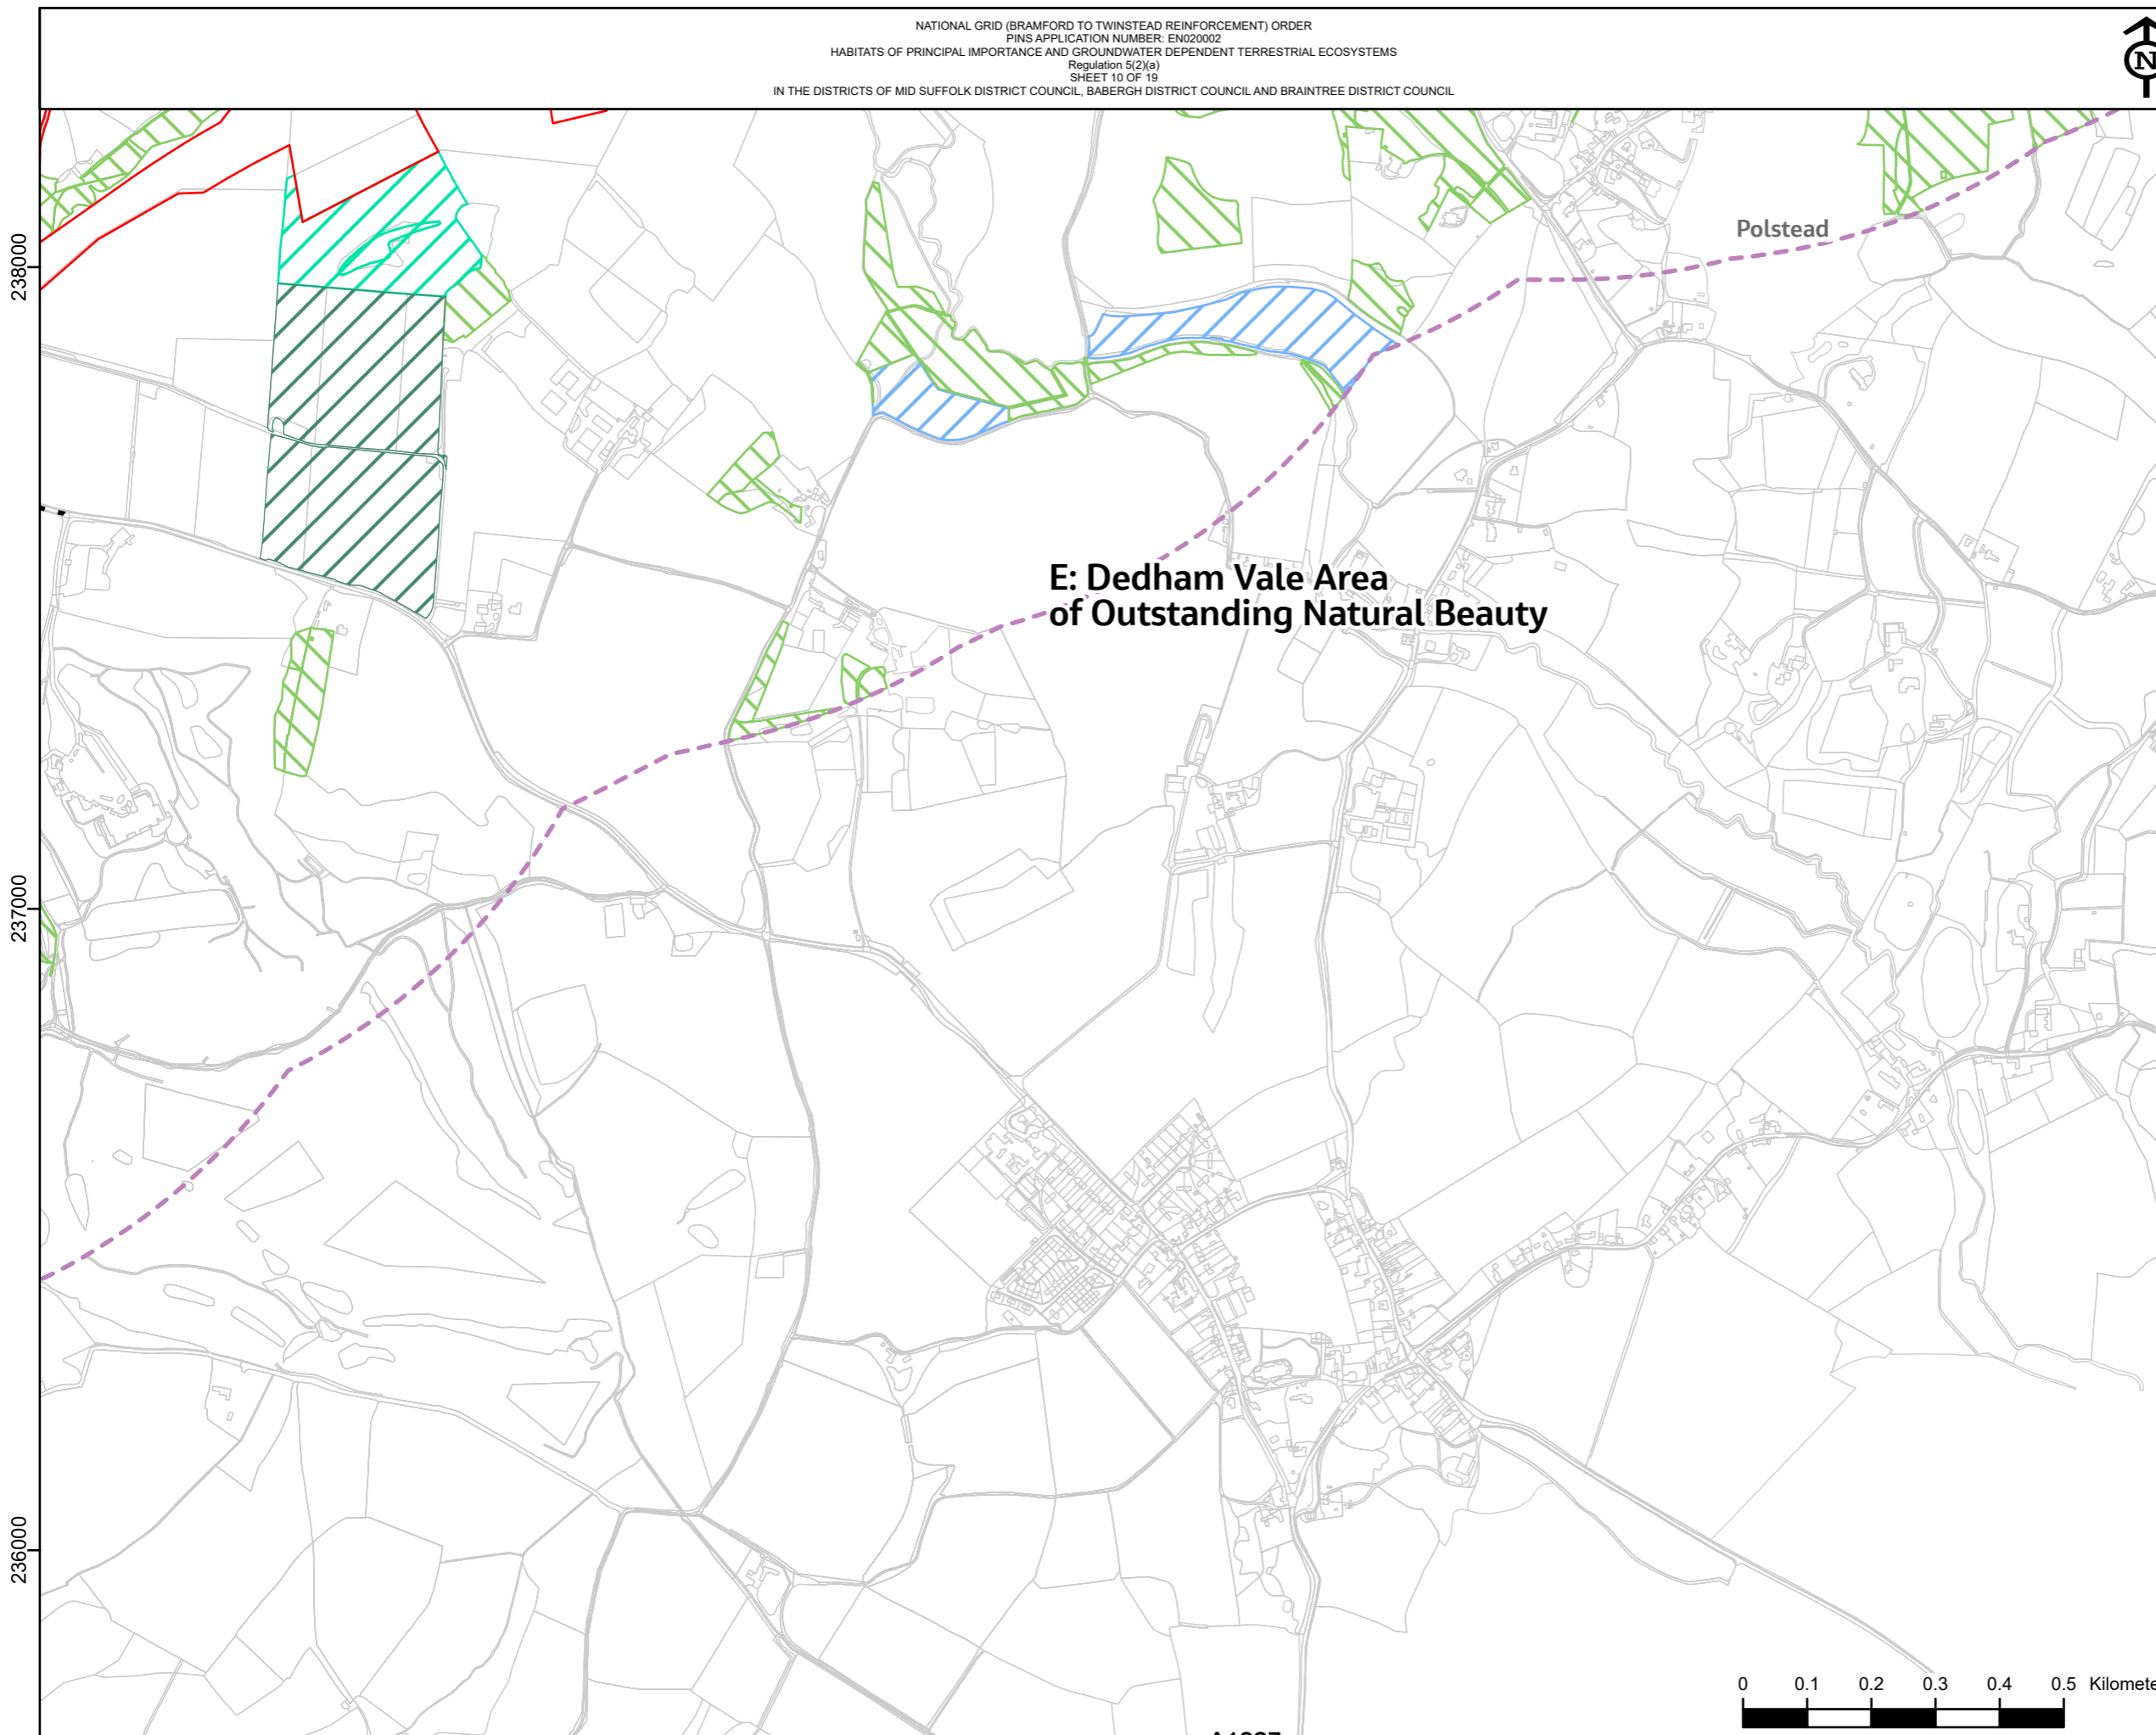 NATIONAL GRID (BRAMFORD TO TWINSTEAD REINFORCEMENT) ORDER
PINS APPLICATION NUMBER: EN020002
HABITATS OF PRINCIPAL IMPORTANCE AND GROUNDWATER DEPENDENT TERRESTRIAL ECOSYSTEMS
Regulation 5(2)(a)
SHEET 10 OF 19
IN THE DISTRICTS OF MID SUFFOLK DISTRICT COUNCIL, BABERGH DISTRICT COUNCIL AND BRAINTREE DISTRICT COUNCIL
N
Polstead
238000
E: Dedham Vale Area
of Outstanding Natural Beauty
237000
236000
0 0.1 0.2 0.3 0.4 0.5 Kilomete